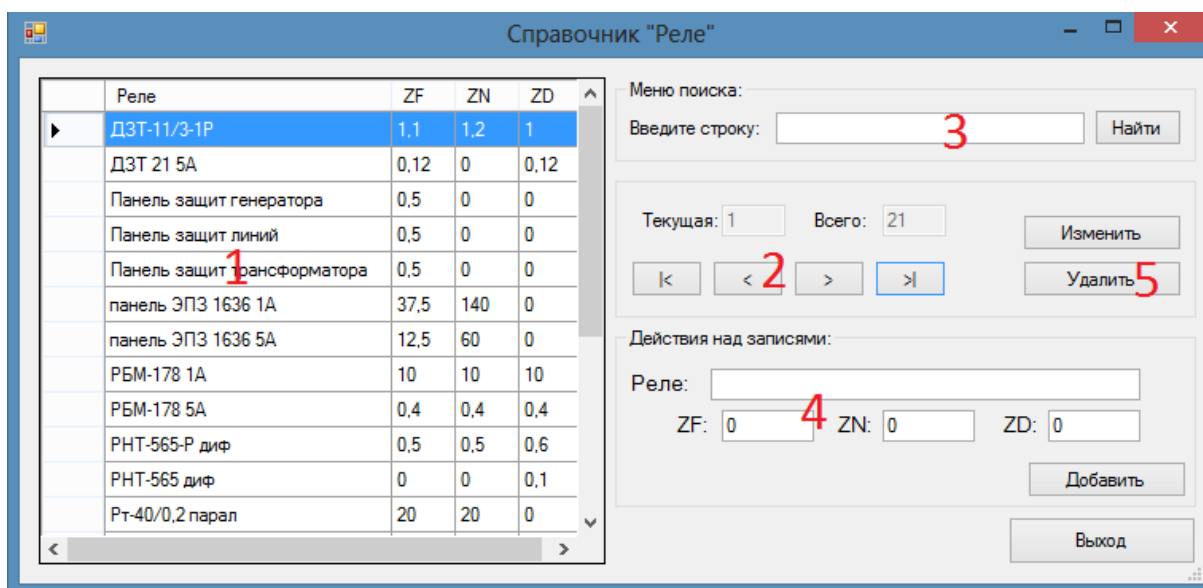 Справочник "Реле"
Реле ZF ZN ZD
ДЗТ-11/3-1Р 1,1 1,2 1
ДЗТ 21 5А 0,12 0 0,12
Панель защит генератора 0,5 0 0
Панель защит линий 0,5 0 0
Панель защит трансформатора 0,5 0 0
1
панель ЭПЗ 1636 1А 37,5 140 0
панель ЭПЗ 1636 5А 12,5 60 0
РБМ-178 1А 10 10 10
РБМ-178 5А 0,4 0,4 0,4
РНТ-565-Р диф 0,5 0,5 0,6
РНТ-565 диф 0 0 0,1
Рт-40/0,2 парал 20 20 0
Меню поиска:
Введите строку: 3 Найти
Текущая: 1 Всего: 21
Изменить
|< < 2 > >|
Удалить 5
Действия над записями:
Реле:
ZF: 0 4 ZN: 0 ZD: 0
Добавить
Выход